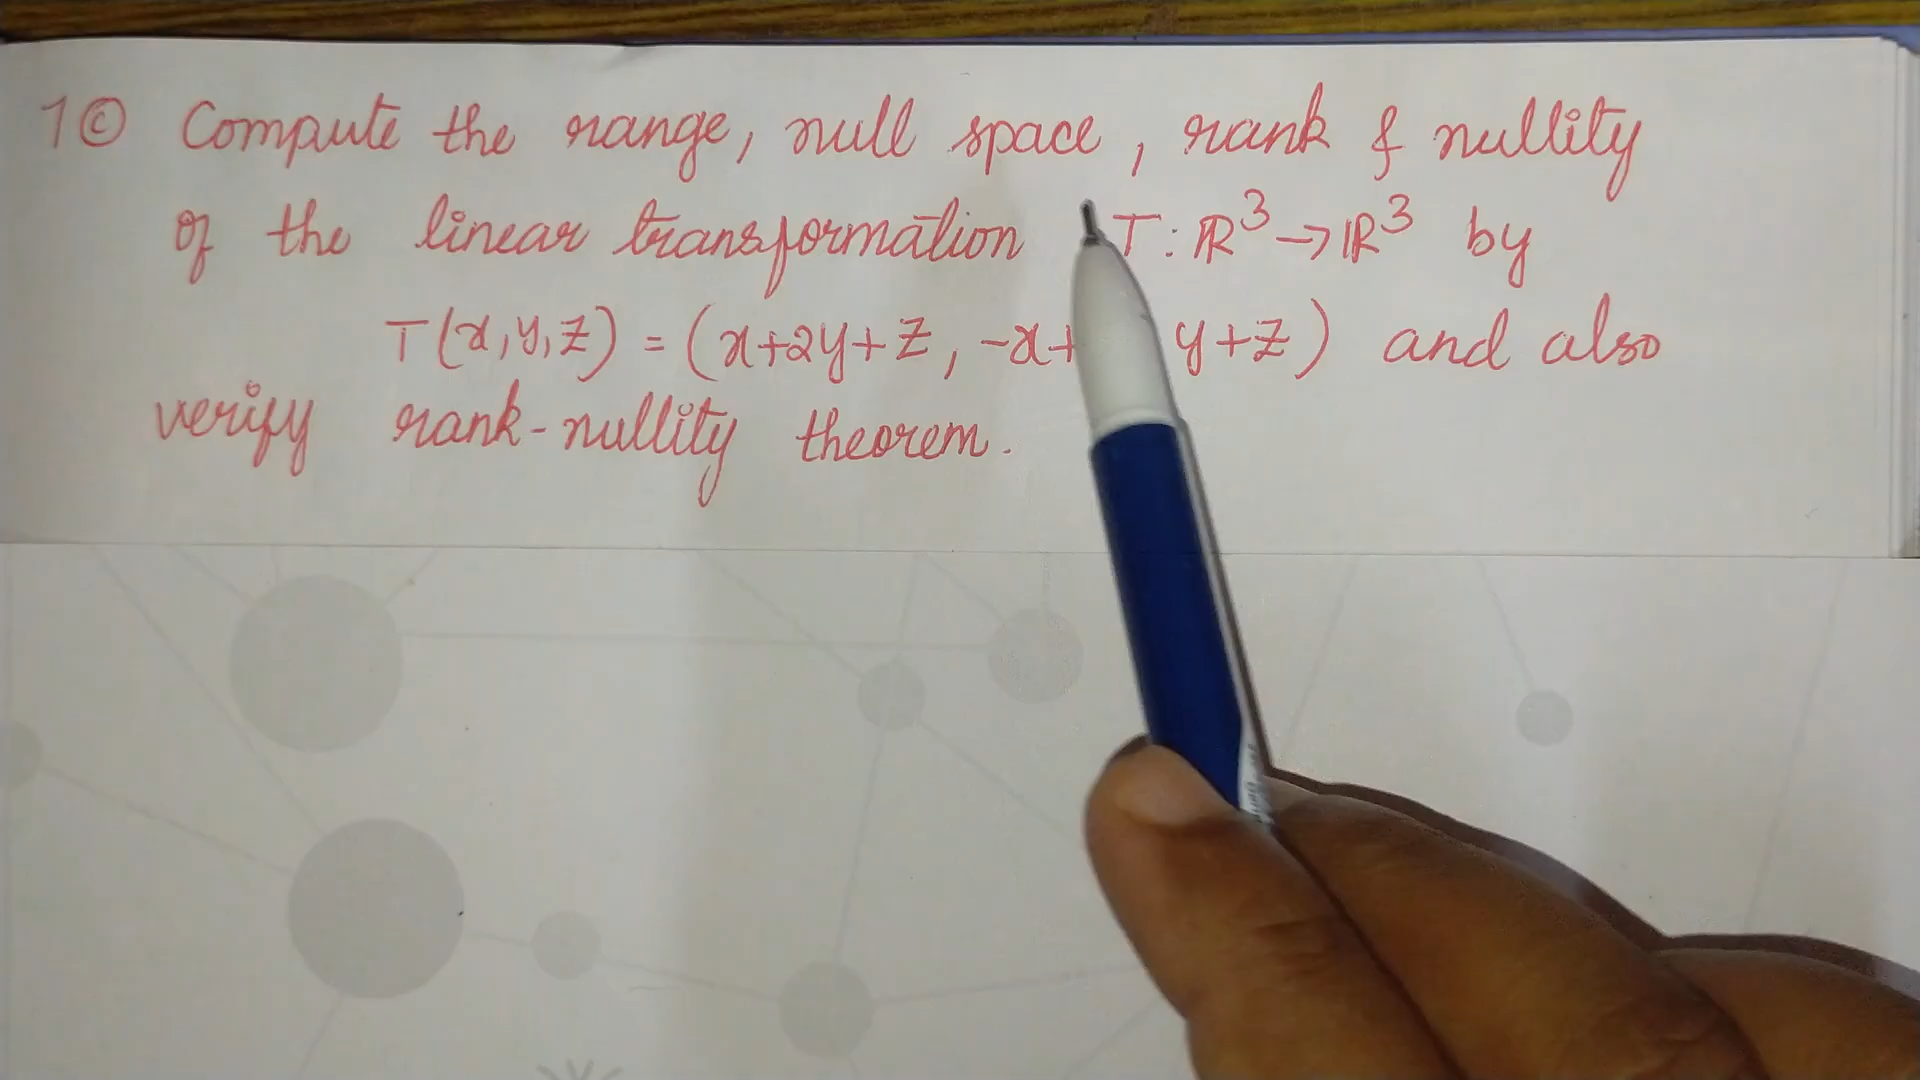 1 © Compute the range, null space, rank & nullity
of the linear transformation T: ℝ³→ℝ³ by
T(x,y,z) = (x+2y+z, -x+ y+z) and also
verify rank-nullity theorem.